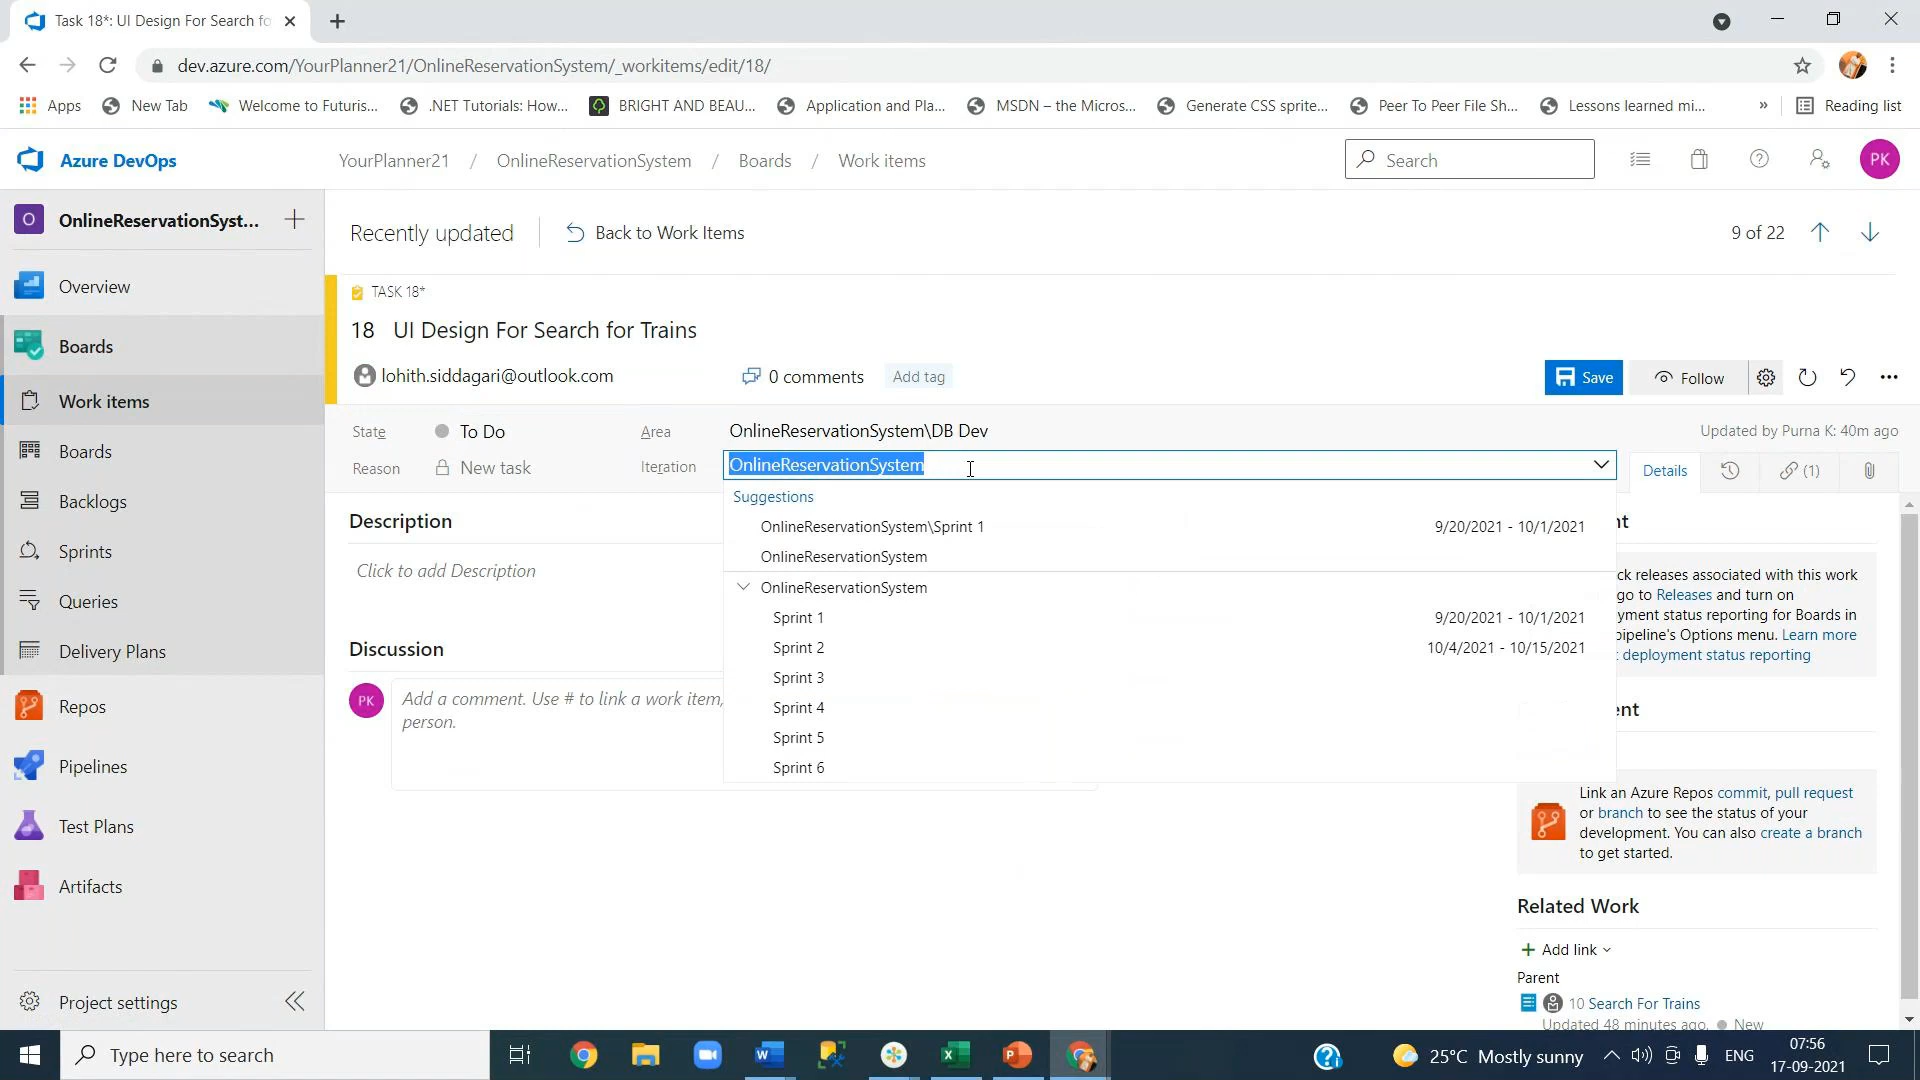 Task 18*: UI Design For Search fo
dev.azure.com/YourPlanner21/OnlineReservationSystem/_workitems/edit/18/
Apps
New Tab
Welcome to Futuris...
.NET Tutorials: How...
BRIGHT AND BEAU...
Application and Pla...
MSDN – the Micros...
Generate CSS sprite...
Peer To Peer File Sh...
Lessons learned mi...
»
Reading list
Azure DevOps
YourPlanner21 / OnlineReservationSystem / Boards / Work items
Search
PK
O
OnlineReservationSyst...
Overview
Boards
Work items
Boards
Backlogs
Sprints
Queries
Delivery Plans
Repos
Pipelines
Test Plans
Artifacts
Project settings
Recently updated
Back to Work Items
9 of 22
TASK 18*
18 UI Design For Search for Trains
lohith.siddagari@outlook.com
0 comments
Add tag
Save
Follow
State
To Do
Area
OnlineReservationSystem\DB Dev
Updated by Purna K: 40m ago
Reason
New task
Iteration
OnlineReservationSystem
Details
(1)
Suggestions
OnlineReservationSystem\Sprint 1 9/20/2021 - 10/1/2021
OnlineReservationSystem
OnlineReservationSystem
Sprint 1 9/20/2021 - 10/1/2021
Sprint 2 10/4/2021 - 10/15/2021
Sprint 3
Sprint 4
Sprint 5
Sprint 6
Description
Click to add Description
Discussion
PK
Add a comment. Use # to link a work item,
person.
nt
ck releases associated with this work
go to Releases and turn on
yment status reporting for Boards in
pipeline's Options menu. Learn more
t deployment status reporting
ent
Link an Azure Repos commit, pull request
or branch to see the status of your
development. You can also create a branch
to get started.
Related Work
Add link
Parent
10 Search For Trains
Updated 48 minutes ago, New
Type here to search
25°C Mostly sunny
ENG
07:56
17-09-2021